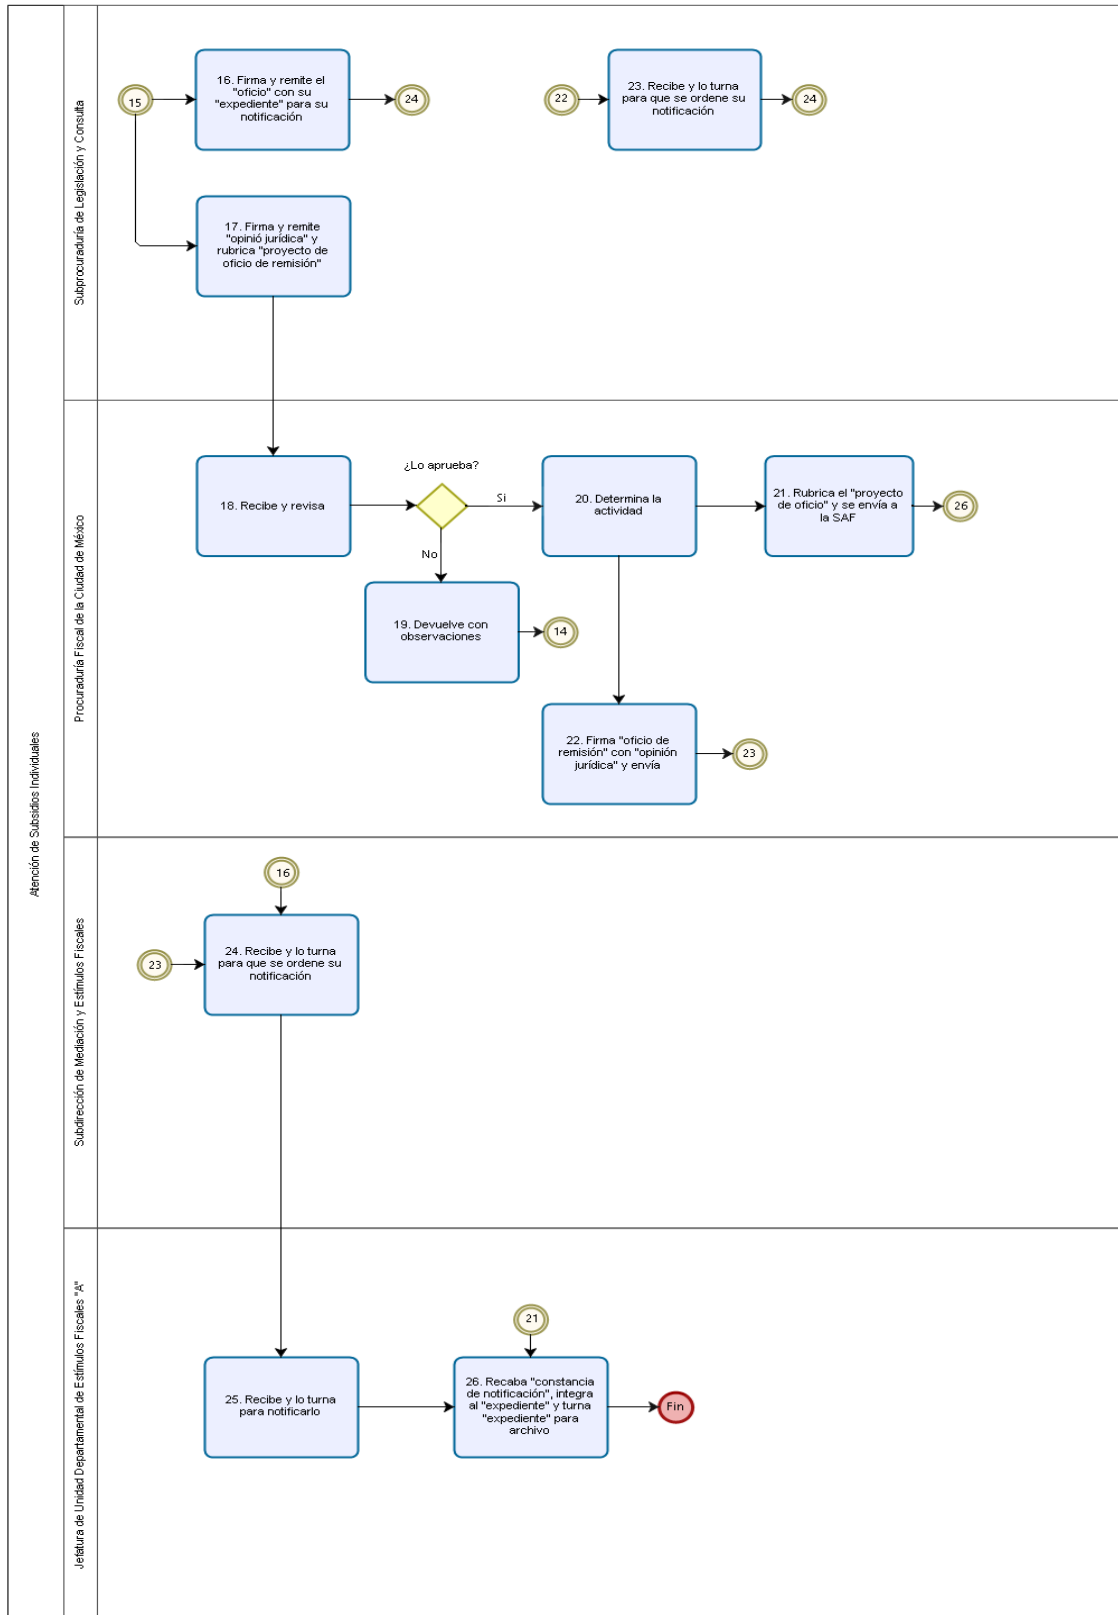 Atención de Subsidios Individuales
Subprocuraduría de Legislación y Consulta
15
16. Firma y remite el
"oficio" con su
"expediente" para su
notificación
24
22
23. Recibe y lo turna
para que se ordene su
notificación
24
17. Firma y remite
"opinió jurídica" y
rubrica "proyecto de
oficio de remisión"
Procuraduría Fiscal de la Ciudad de México
18. Recibe y revisa
¿Lo aprueba?
Si
No
20. Determina la
actividad
21. Rubrica el "proyecto
de oficio" y se envía a
la SAF
26
19. Devuelve con
observaciones
14
22. Firma "oficio de
remisión" con "opinión
jurídica" y envía
23
Subdirección de Mediación y Estímulos Fiscales
16
23
24. Recibe y lo turna
para que se ordene su
notificación
Jefatura de Unidad Departamental de Estímulos Fiscales "A"
21
25. Recibe y lo turna
para notificarlo
26. Recaba "constancia
de notificación", integra
al "expediente" y turna
"expediente" para
archivo
Fin